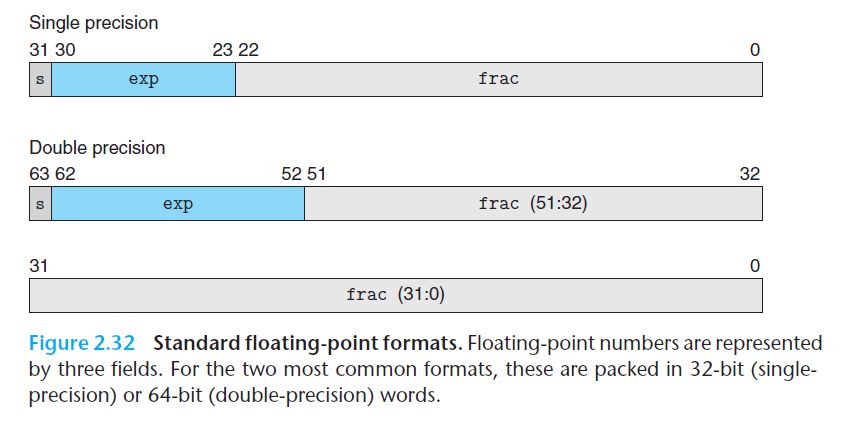 Single precision
31 30 23 22 0
s exp frac
Double precision
63 62 52 51 32
s exp frac (51:32)
31 0
frac (31:0)
Figure 2.32 Standard floating-point formats. Floating-point numbers are represented
by three fields. For the two most common formats, these are packed in 32-bit (single-
precision) or 64-bit (double-precision) words.